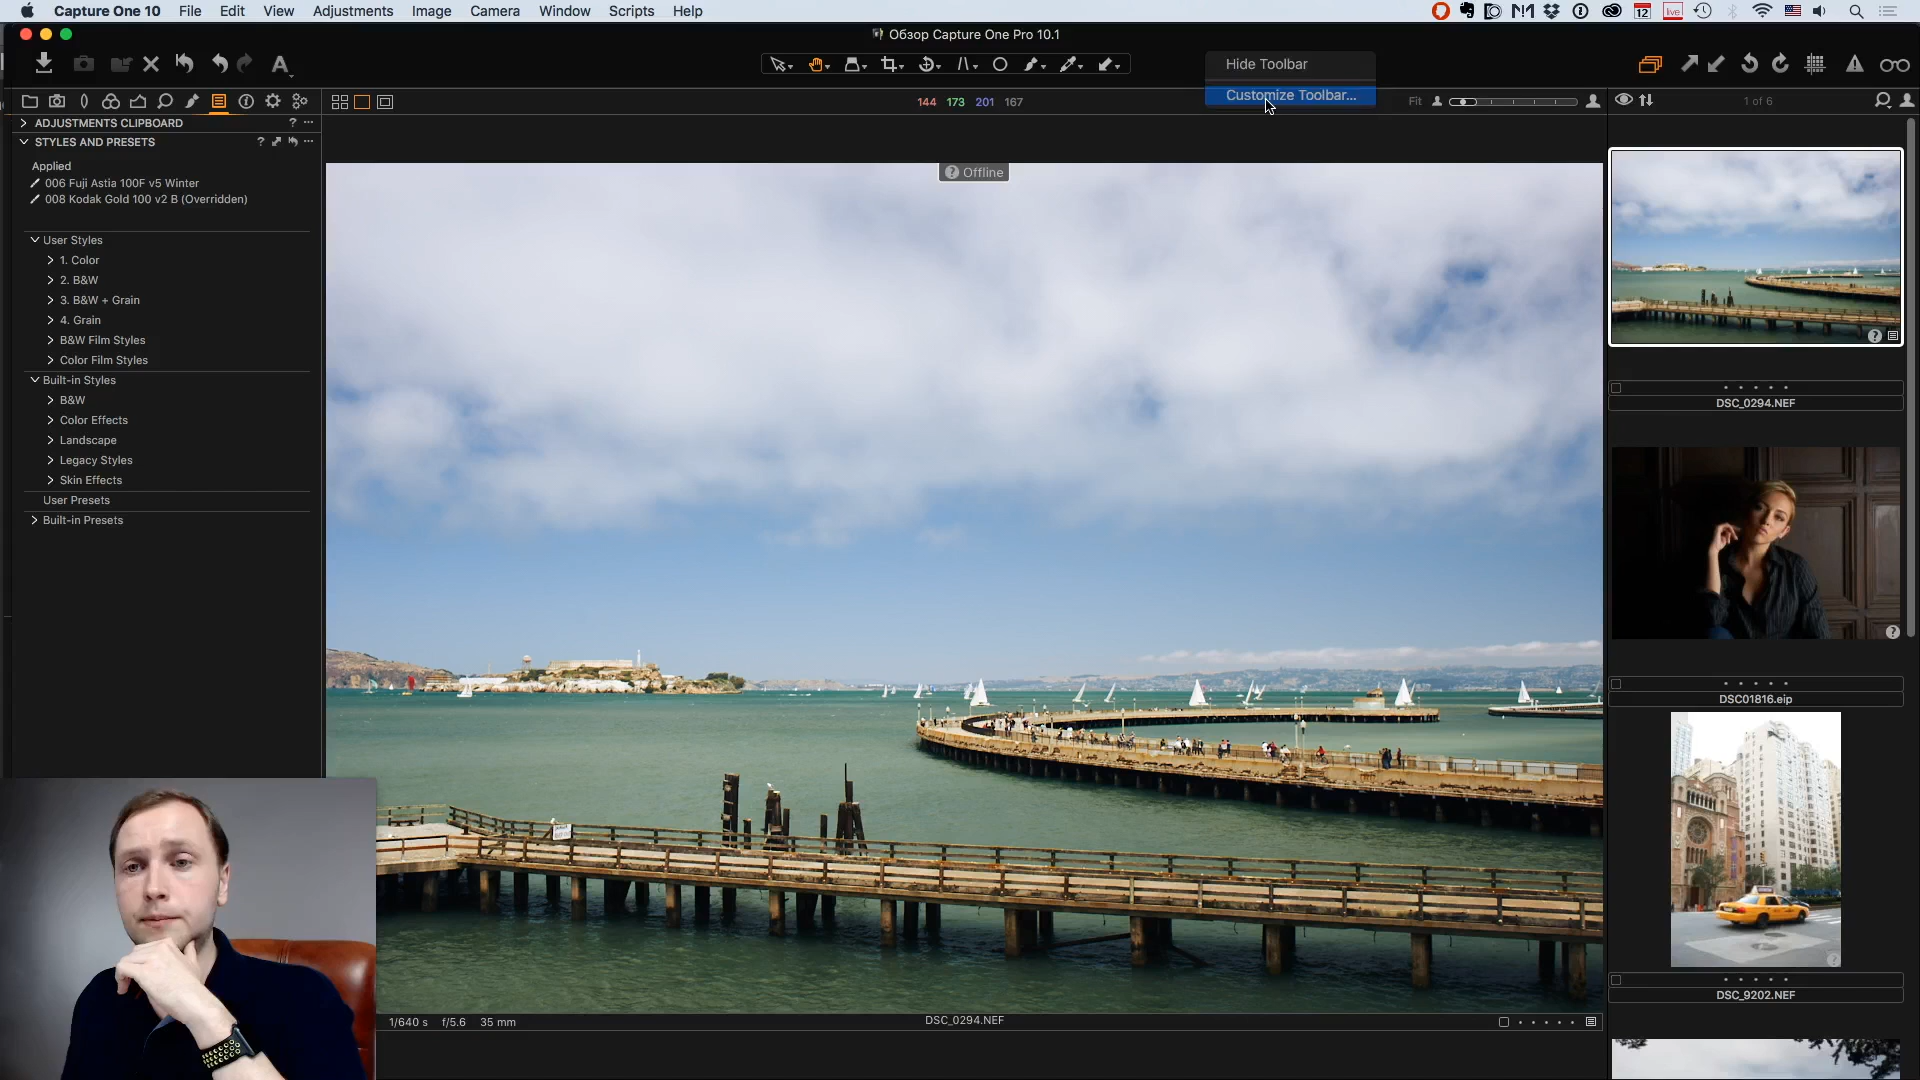 Capture One 10 File Edit View Adjustments Image Camera Window Scripts Help
12 live
Обзор Capture One Pro 10.1
A
Hide Toolbar
Customize Toolbar...
144 173 201 167
Fit
1 of 6
ADJUSTMENTS CLIPBOARD ? ...
STYLES AND PRESETS ? ...
Applied
006 Fuji Astia 100F v5 Winter
008 Kodak Gold 100 v2 B (Overridden)
User Styles
1. Color
2. B&W
3. B&W + Grain
4. Grain
B&W Film Styles
Color Film Styles
Built-in Styles
B&W
Color Effects
Landscape
Legacy Styles
Skin Effects
User Presets
Built-in Presets
? Offline
DSC_0294.NEF
DSC01816.eip
DSC_9202.NEF
1/640 s f/5.6 35 mm
DSC_0294.NEF